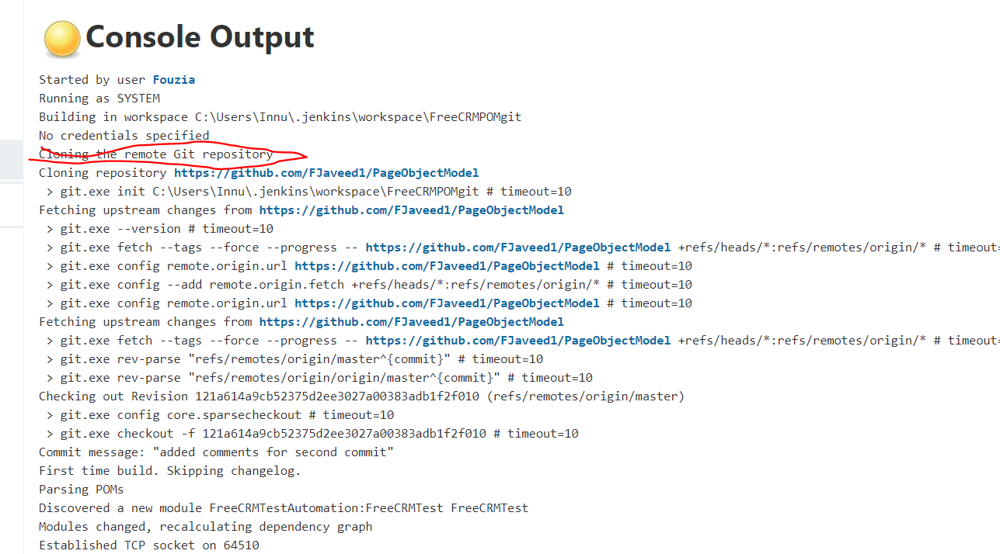 Console Output
Started by user Fouzia
Running as SYSTEM
Building in workspace C:\Users\Innu\.jenkins\workspace\FreeCRMPOMgit
No credentials specified
Cloning the remote Git repository
Cloning repository https://github.com/FJaveed1/PageObjectModel
 > git.exe init C:\Users\Innu\.jenkins\workspace\FreeCRMPOMgit # timeout=10
Fetching upstream changes from https://github.com/FJaveed1/PageObjectModel
 > git.exe --version # timeout=10
 > git.exe fetch --tags --force --progress -- https://github.com/FJaveed1/PageObjectModel +refs/heads/*:refs/remotes/origin/* # timeout=
 > git.exe config remote.origin.url https://github.com/FJaveed1/PageObjectModel # timeout=10
 > git.exe config --add remote.origin.fetch +refs/heads/*:refs/remotes/origin/* # timeout=10
 > git.exe config remote.origin.url https://github.com/FJaveed1/PageObjectModel # timeout=10
Fetching upstream changes from https://github.com/FJaveed1/PageObjectModel
 > git.exe fetch --tags --force --progress -- https://github.com/FJaveed1/PageObjectModel +refs/heads/*:refs/remotes/origin/* # timeout=
 > git.exe rev-parse "refs/remotes/origin/master^{commit}" # timeout=10
 > git.exe rev-parse "refs/remotes/origin/origin/master^{commit}" # timeout=10
Checking out Revision 121a614a9cb52375d2ee3027a00383adb1f2f010 (refs/remotes/origin/master)
 > git.exe config core.sparsecheckout # timeout=10
 > git.exe checkout -f 121a614a9cb52375d2ee3027a00383adb1f2f010 # timeout=10
Commit message: "added comments for second commit"
First time build. Skipping changelog.
Parsing POMs
Discovered a new module FreeCRMTestAutomation:FreeCRMTest FreeCRMTest
Modules changed, recalculating dependency graph
Established TCP socket on 64510